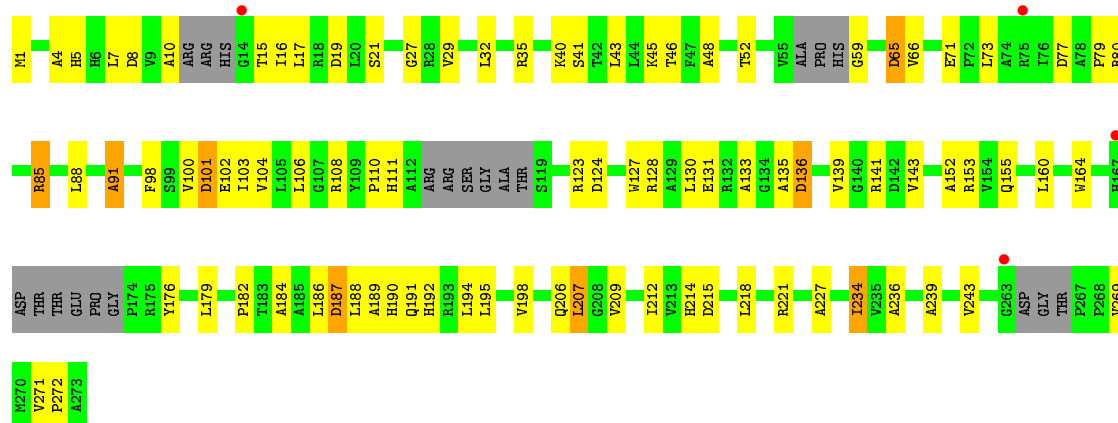 M1 A4 H5 H6 L7 D8 V9 A10 ARG ARG HIS G14 T15 I16 L17 R18 D19 L20 S21 G27 R28 V29 L32 R35 K40 S41 T42 L43 L44 K45 T46 F47 A48 T52 V55 ALA PRO HIS G59 D65 V66 E71 P72 L73 A74 R75 I76 D77 A78 P79 R80
R85 L88 A91 F98 S99 V100 D101 E102 I103 V104 L105 L106 G107 R108 Y109 P110 H111 A112 ARG ARG SER GLY ALA THR S119 R123 D124 W127 R128 A129 L130 E131 R132 A133 G134 A135 D136 V139 G140 R141 D142 V143 A152 R153 V154 Q155 L160 W164 H167
ASP THR THR GLU PRO GLY P174 R175 Y176 L179 P182 T183 A184 A185 L186 D187 L188 A189 H190 Q191 H192 R193 L194 L195 V198 Q206 L207 G208 V209 I212 V213 H214 D215 L218 R221 A227 I234 V235 A236 A239 V243 G263 ASP GLY THR P267 P268 V269
M270 V271 P272 A273